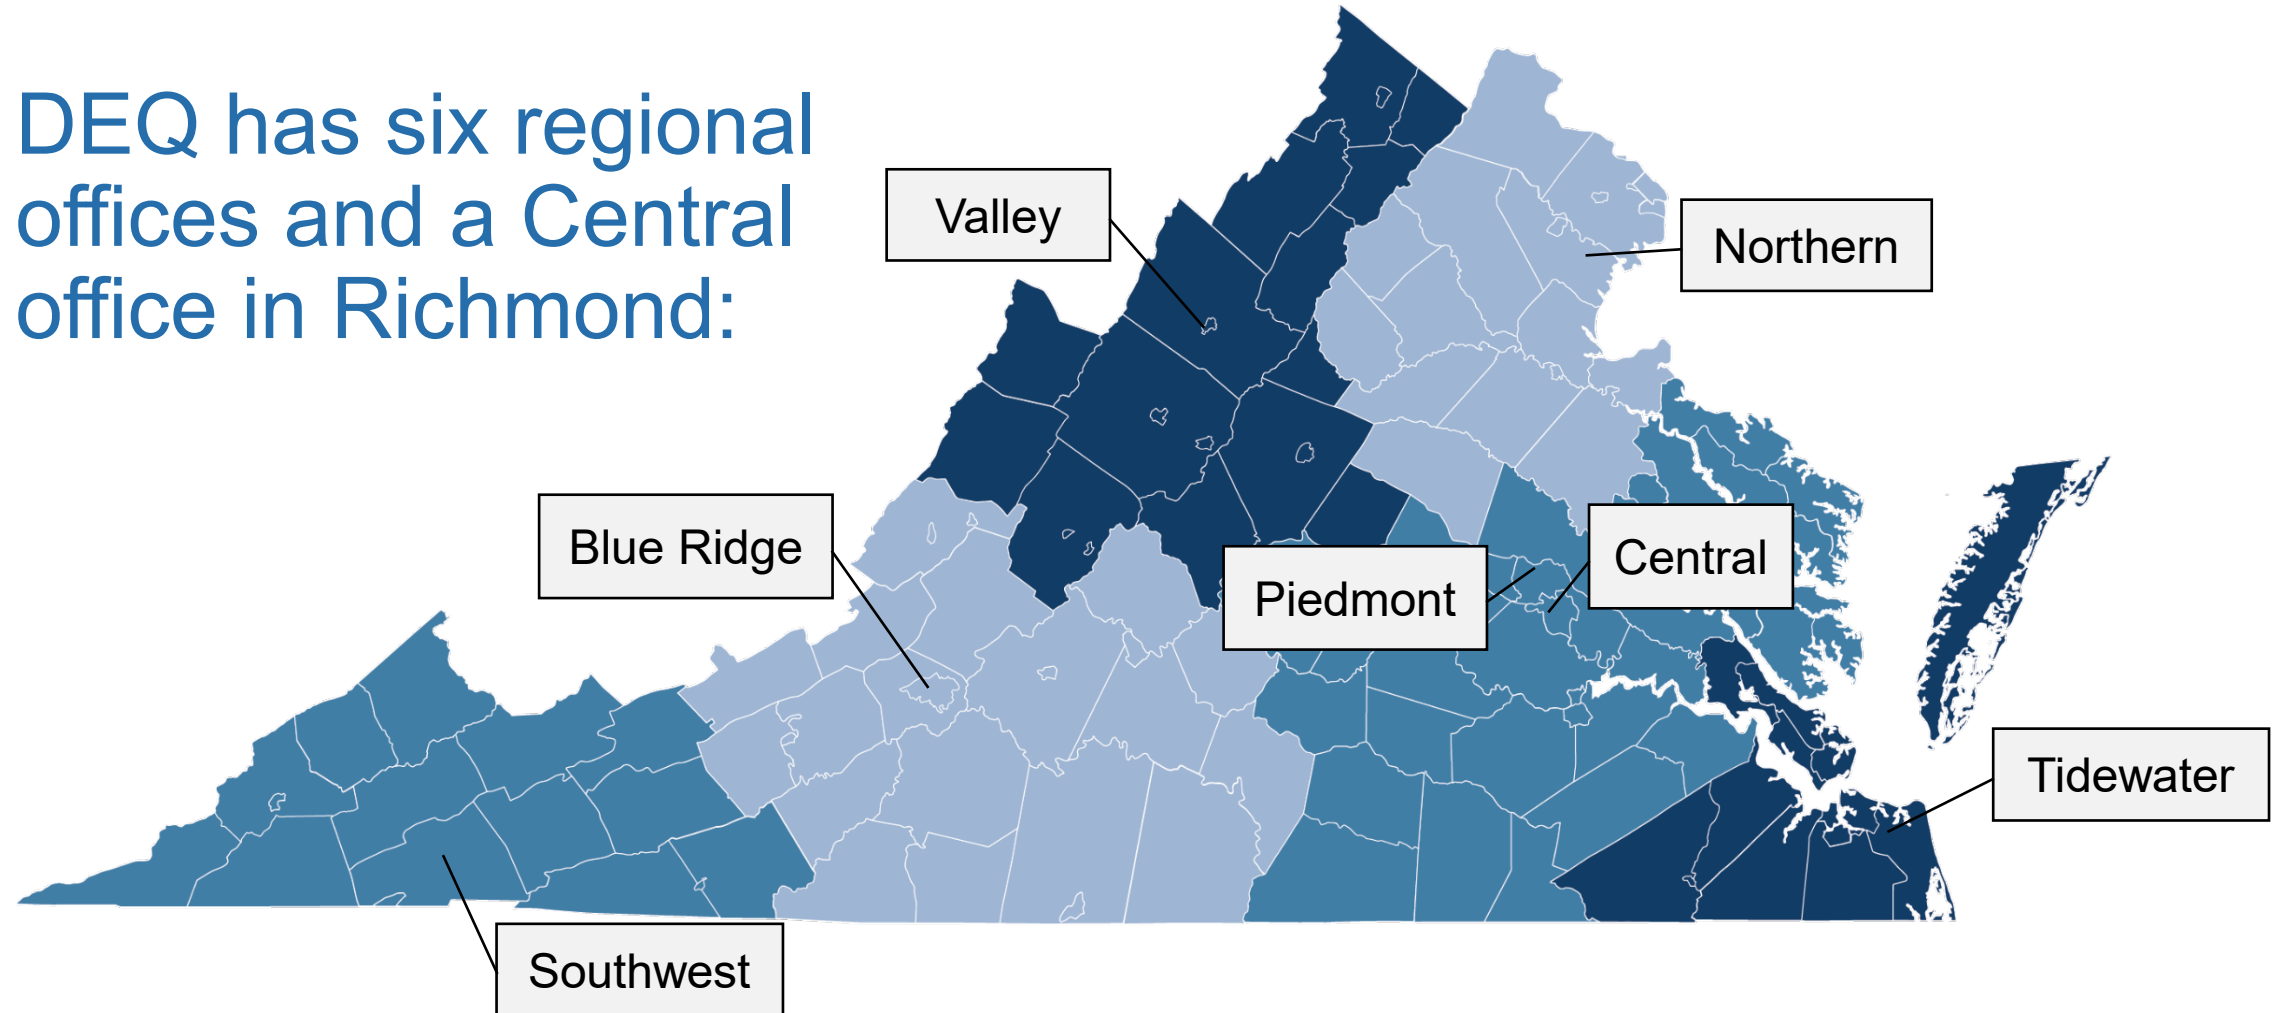 DEQ has six regional
offices and a Central
office in Richmond:
Valley
Northern
Blue Ridge
Central
Piedmont
Tidewater
Southwest